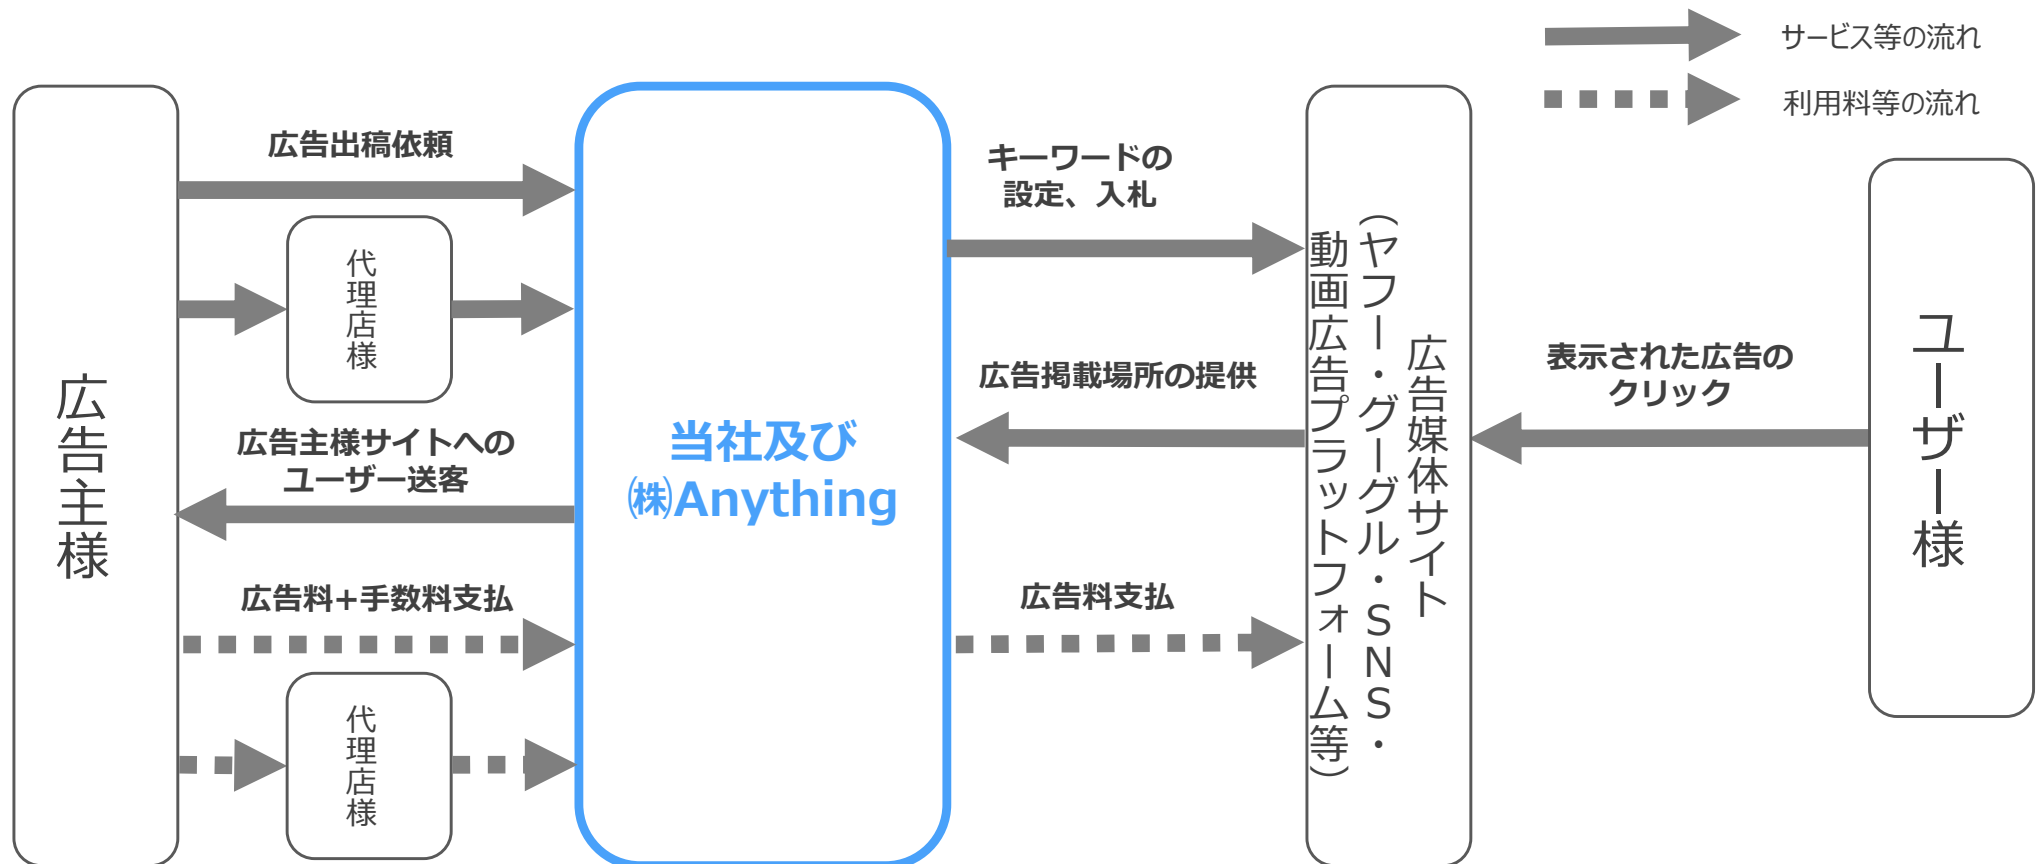 サービス等の流れ
利用料等の流れ
広告主様
広告出稿依頼
代理店様
広告主様サイトへの
ユーザー送客
広告料+手数料支払
代理店様
当社及び
㈱Anything
キーワードの
設定、入札
広告掲載場所の提供
広告料支払
広告媒体サイト
(ヤフー・グーグル・SNS・
動画広告プラットフォーム等)
表示された広告の
クリック
ユーザー様